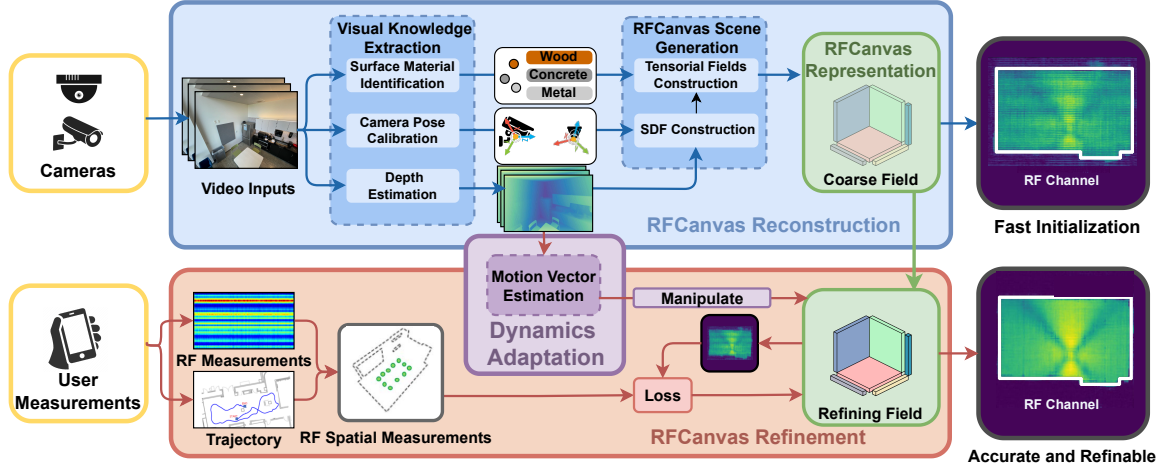 Cameras
Video Inputs
Visual Knowledge
Extraction
Surface Material
Identification
Camera Pose
Calibration
Depth
Estimation
Wood
Concrete
Metal
RFCanvas Scene
Generation
Tensorial Fields
Construction
SDF Construction
RFCanvas
Representation
Coarse Field
RFCanvas Reconstruction
RF Channel
Fast Initialization
User
Measurements
RF Measurements
Trajectory
RF Spatial Measurements
Motion Vector
Estimation
Dynamics
Adaptation
Manipulate
Loss
Refining Field
RFCanvas Refinement
RF Channel
Accurate and Refinable